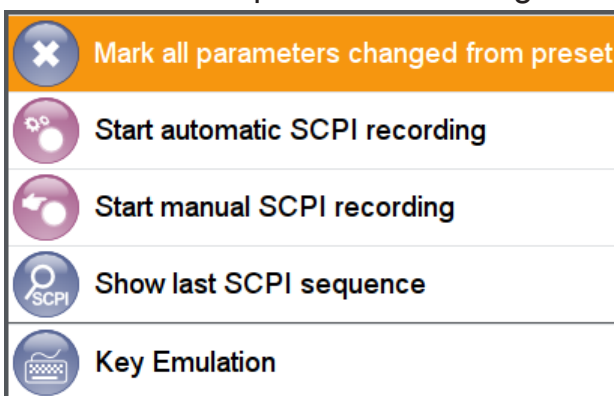 Mark all parameters changed from preset
Start automatic SCPI recording
Start manual SCPI recording
SCPI
Show last SCPI sequence
Key Emulation